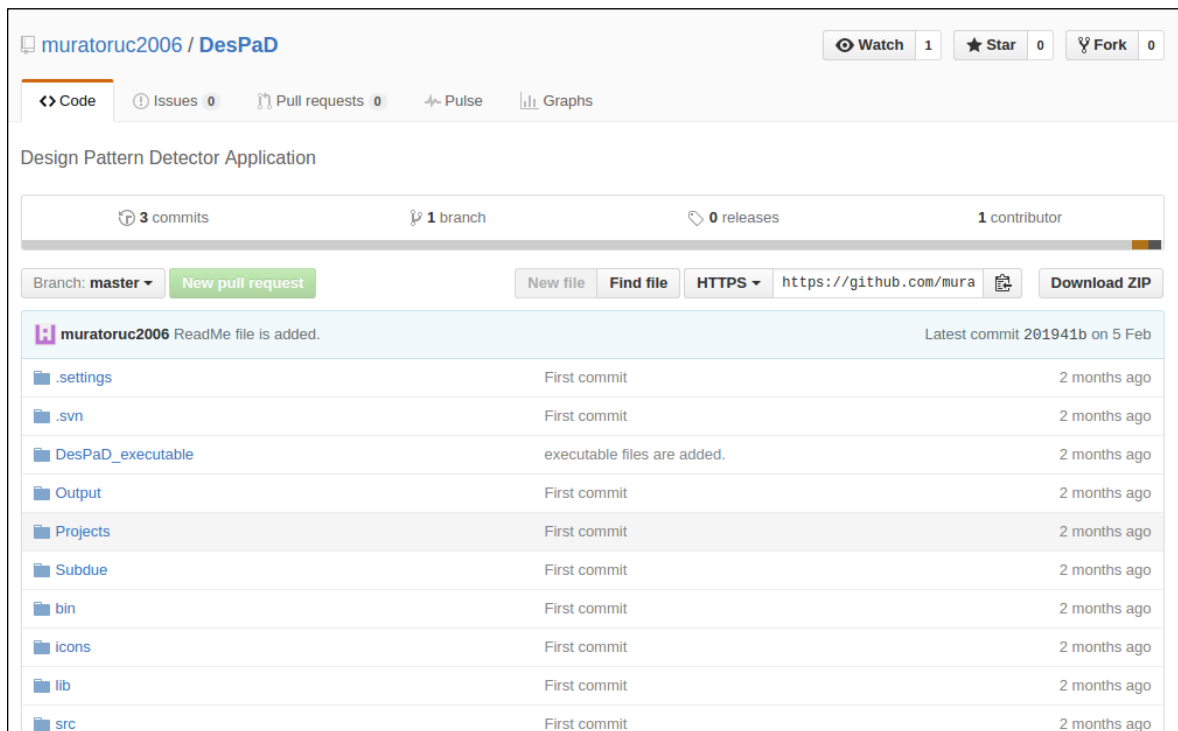 muratoruc2006 / DesPaD Watch 1 Star 0 Fork 0
Code Issues 0 Pull requests 0 Pulse Graphs
Design Pattern Detector Application
3 commits 1 branch 0 releases 1 contributor
Branch: master New pull request New file Find file HTTPS https://github.com/mura Download ZIP
muratoruc2006 ReadMe file is added. Latest commit 201941b on 5 Feb
.settings First commit 2 months ago
.svn First commit 2 months ago
DesPaD_executable executable files are added. 2 months ago
Output First commit 2 months ago
Projects First commit 2 months ago
Subdue First commit 2 months ago
bin First commit 2 months ago
icons First commit 2 months ago
lib First commit 2 months ago
src First commit 2 months ago